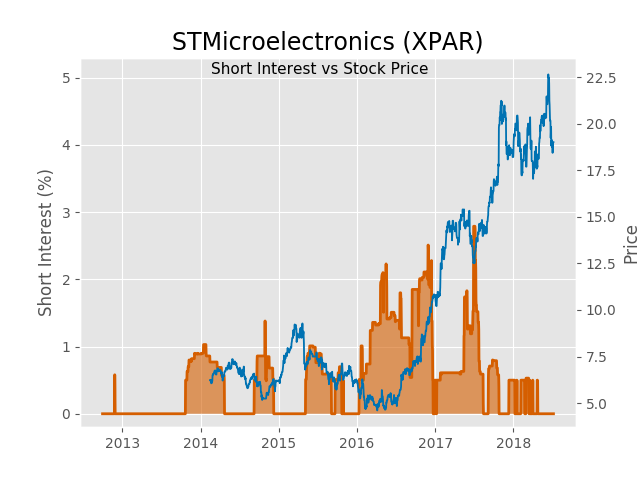 STMicroelectronics (XPAR)
Short Interest vs Stock Price
Short Interest (%)
5
4
3
2
1
0
22.5
20.0
17.5
15.0
12.5
10.0
7.5
5.0
Price
2013 2014 2015 2016 2017 2018